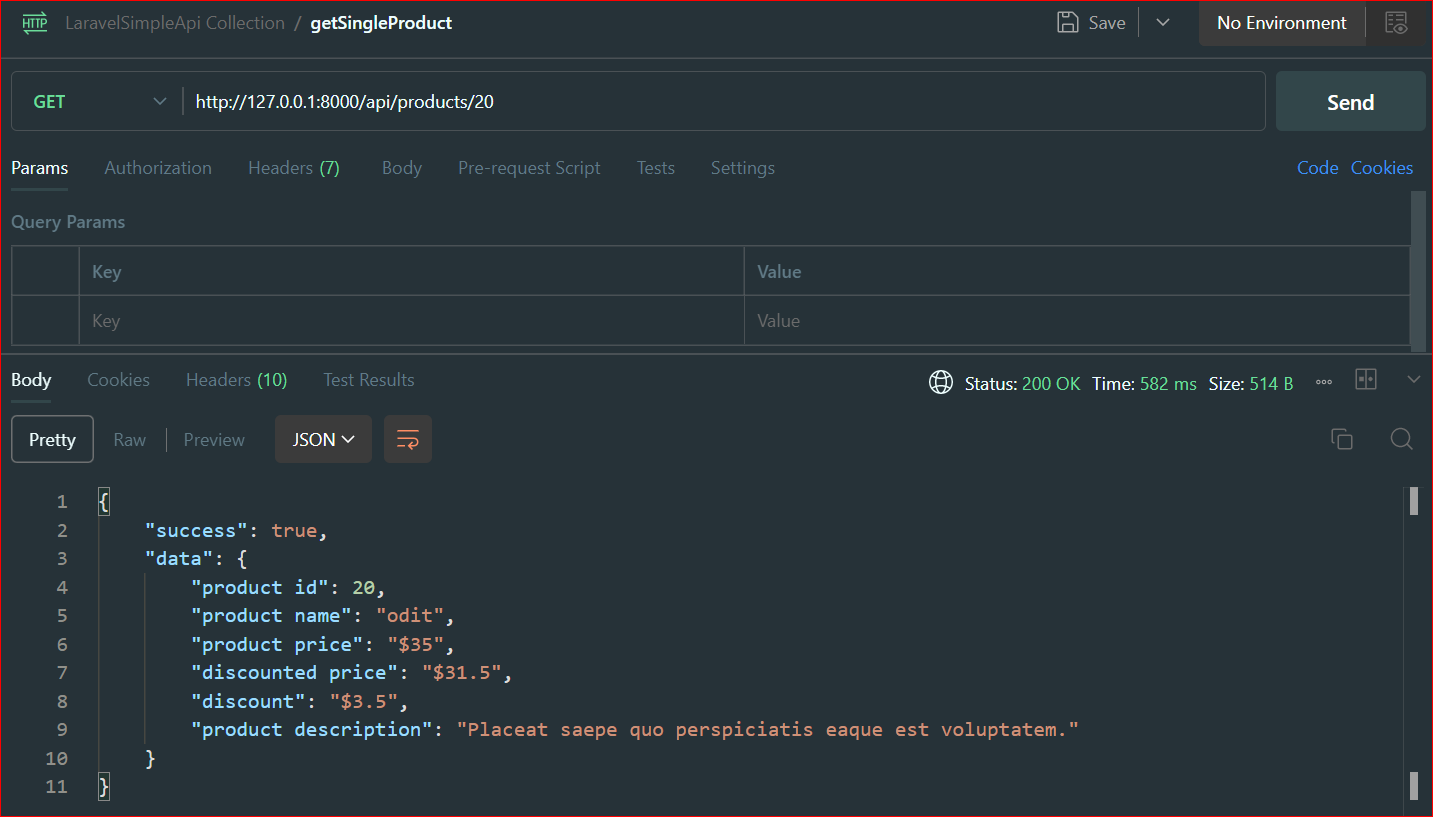 HTTP LaravelSimpleApi Collection / getSingleProduct Save No Environment
GET http://127.0.0.1:8000/api/products/20 Send
Params Authorization Headers (7) Body Pre-request Script Tests Settings Code Cookies
Query Params
Key Value
Key Value
Body Cookies Headers (10) Test Results Status: 200 OK Time: 582 ms Size: 514 B
Pretty Raw Preview JSON
1 {
2 "success": true,
3 "data": {
4 "product id": 20,
5 "product name": "odit",
6 "product price": "$35",
7 "discounted price": "$31.5",
8 "discount": "$3.5",
9 "product description": "Placeat saepe quo perspiciatis eaque est voluptatem."
10 }
11 }